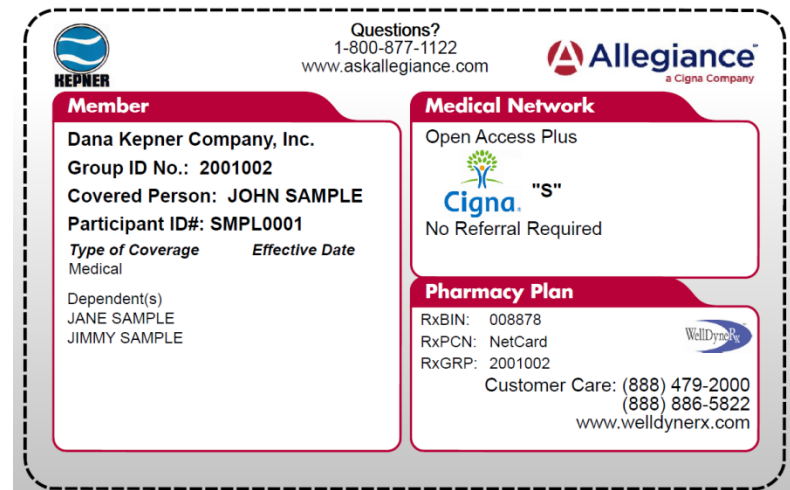 KEPNER
Questions?
1-800-877-1122
www.askallegiance.com
Allegiance
a Cigna Company
Member
Dana Kepner Company, Inc.
Group ID No.: 2001002
Covered Person: JOHN SAMPLE
Participant ID#: SMPL0001
Type of Coverage Effective Date
Medical
Dependent(s)
JANE SAMPLE
JIMMY SAMPLE
Medical Network
Open Access Plus
Cigna. "S"
No Referral Required
Pharmacy Plan
RxBIN: 008878
RxPCN: NetCard
RxGRP: 2001002
WellDyneRx
Customer Care: (888) 479-2000
(888) 886-5822
www.welldynerx.com